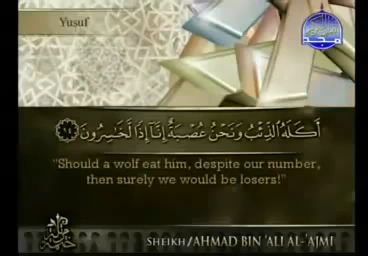 Yusuf
أَكَلَهُ ٱلذِّئْبُ وَنَحْنُ عُصْبَةٌ إِنَّآ إِذًا لَّخَٰسِرُونَ ١٤
"Should a wolf eat him, despite our number,
then surely we would be losers!"
SHEIKH/AHMAD BIN 'ALI AL-'AJMI